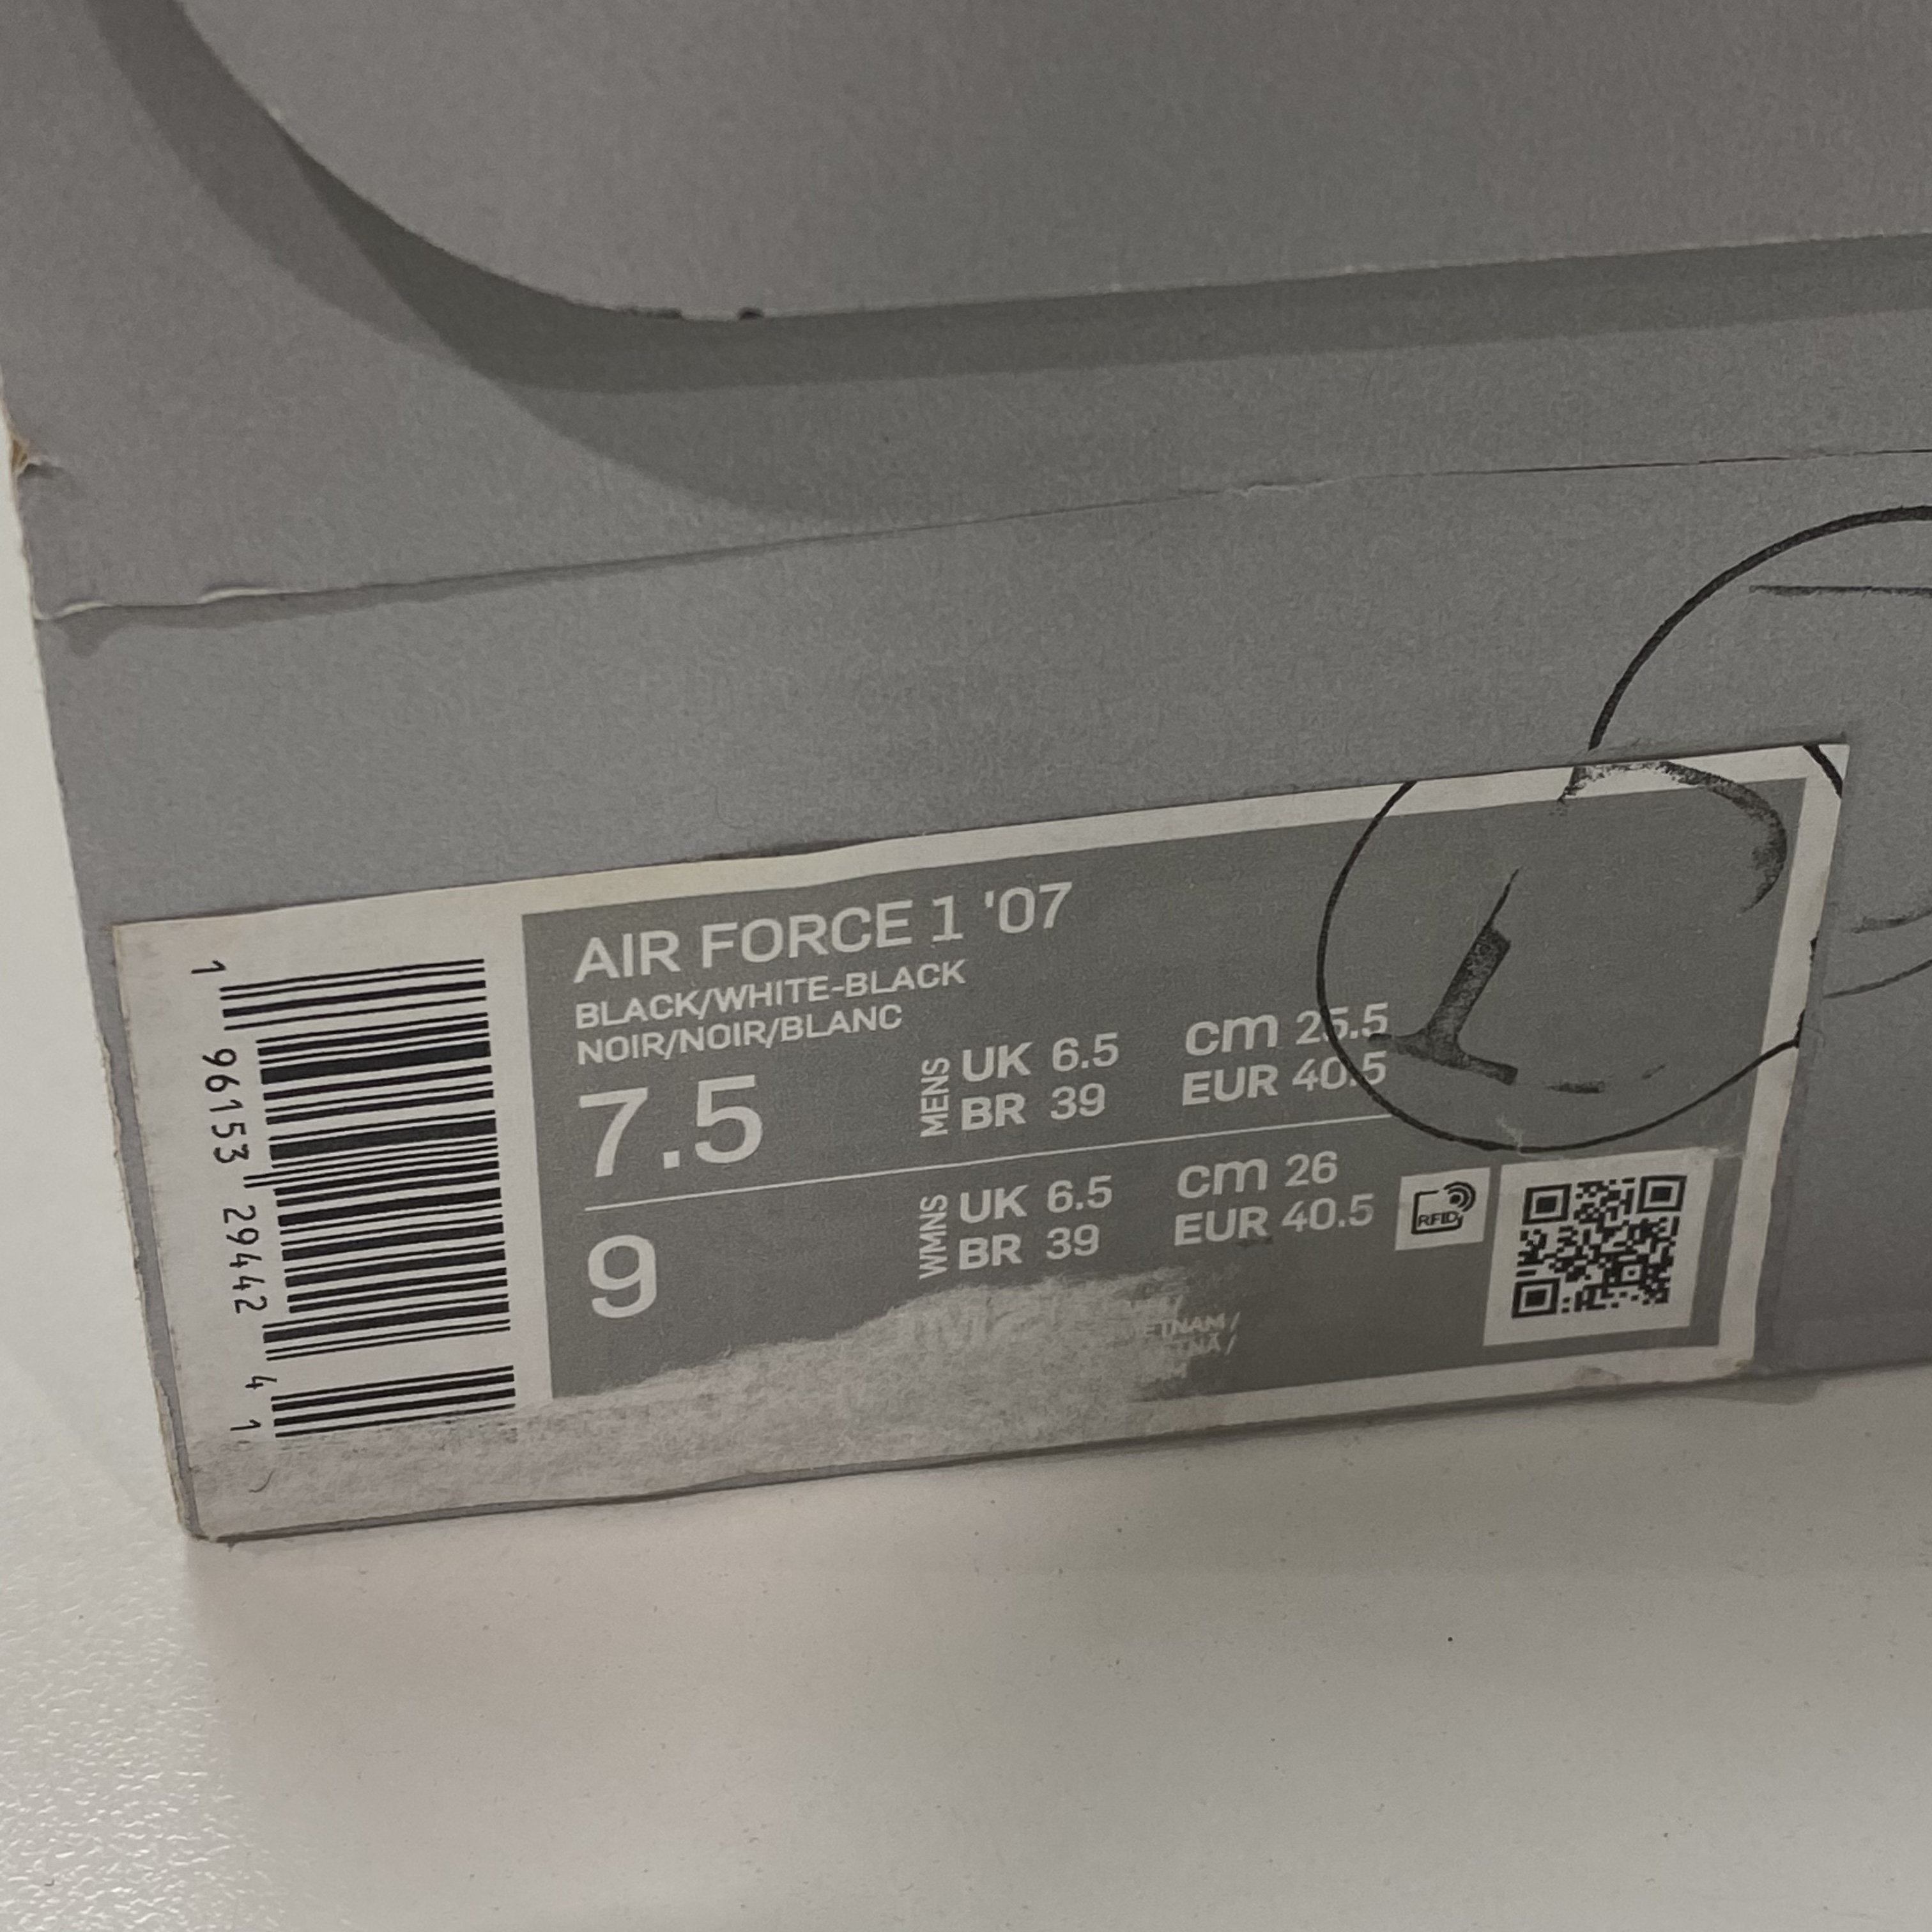 AIR FORCE 1 '07
BLACK/WHITE-BLACK
NOIR/NOIR/BLANC
7.5
MENS
UK 6.5 cm 25.5
BR 39 EUR 40.5
9
WMNS
UK 6.5 cm 26
BR 39 EUR 40.5
RFID
1 96153 29442 4 1